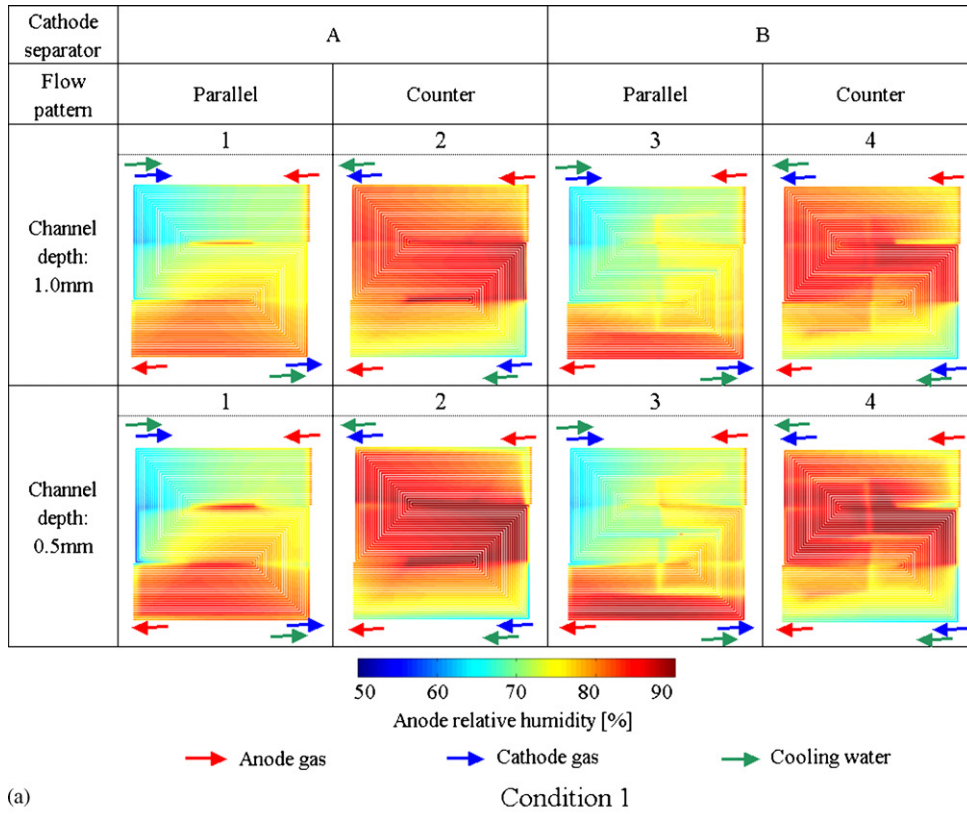 Cathode separator A B
Flow pattern Parallel Counter Parallel Counter
1 2 3 4
Channel depth: 1.0mm
1 2 3 4
Channel depth: 0.5mm
50 60 70 80 90
Anode relative humidity [%]
Anode gas Cathode gas Cooling water
(a) Condition 1